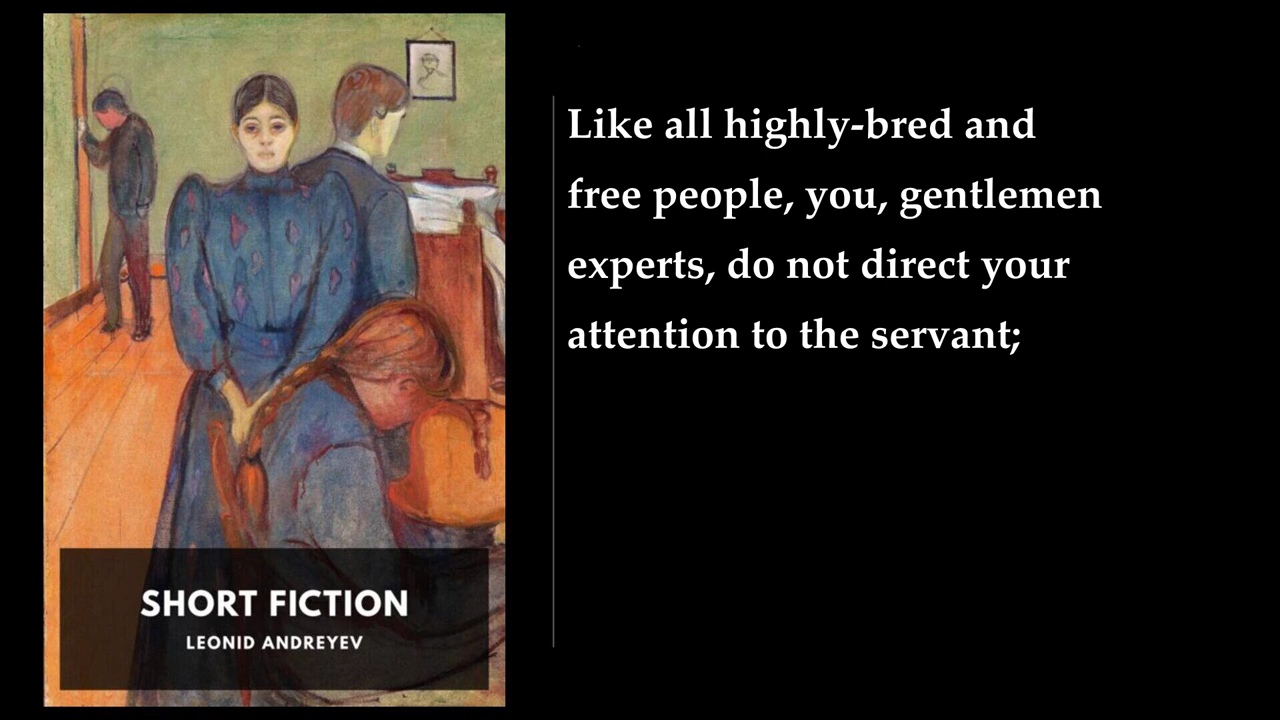 SHORT FICTION
LEONID ANDREYEV
Like all highly-bred and
free people, you, gentlemen
experts, do not direct your
attention to the servant;